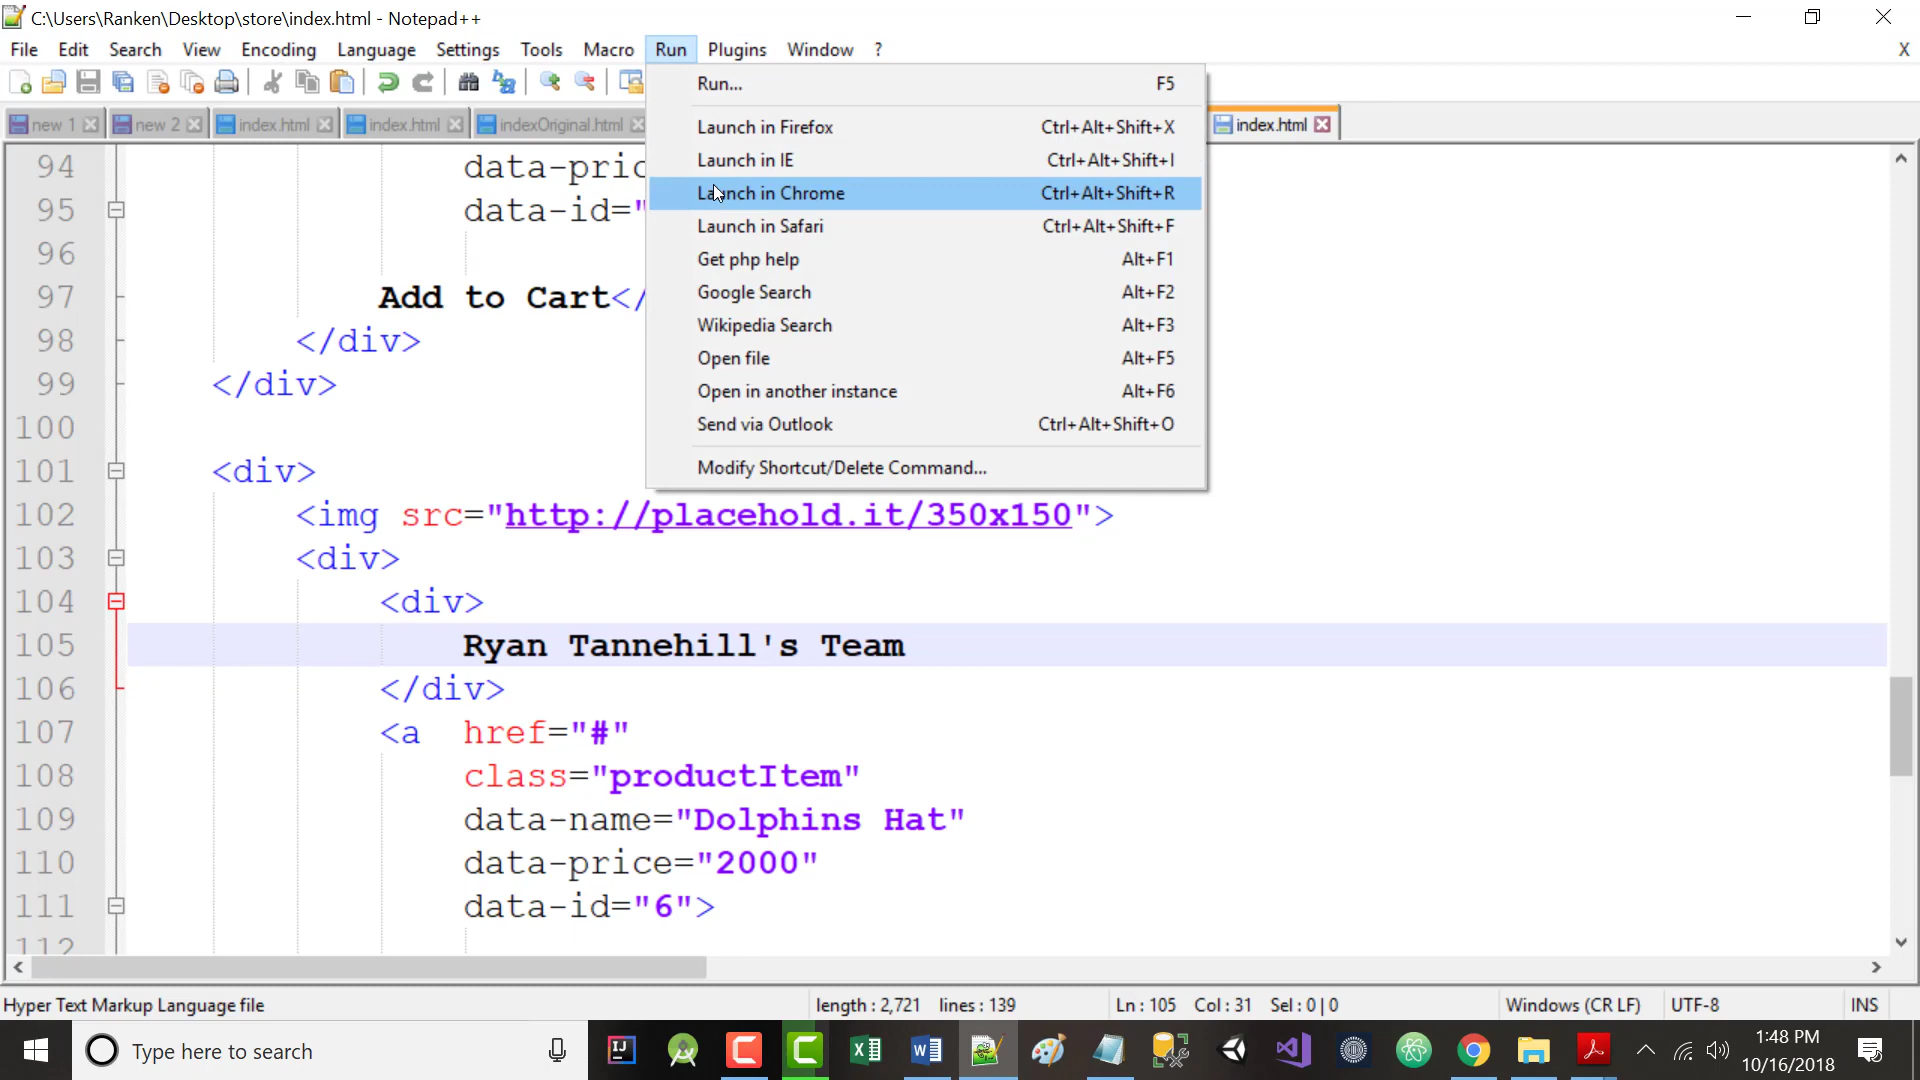 C:\Users\Ranken\Desktop\store\index.html - Notepad++
File Edit Search View Encoding Language Settings Tools Macro Run Plugins Window ? X
new 1 new 2 index.html index.html indexOriginal.html index.html
Run... F5
Launch in Firefox Ctrl+Alt+Shift+X
Launch in IE Ctrl+Alt+Shift+I
Launch in Chrome Ctrl+Alt+Shift+R
Launch in Safari Ctrl+Alt+Shift+F
Get php help Alt+F1
Google Search Alt+F2
Wikipedia Search Alt+F3
Open file Alt+F5
Open in another instance Alt+F6
Send via Outlook Ctrl+Alt+Shift+O
Modify Shortcut/Delete Command...
94 data-pric
95 data-id="
96
97 Add to Cart</
98 </div>
99 </div>
100
101 <div>
102 <img src="http://placehold.it/350x150">
103 <div>
104 <div>
105 Ryan Tannehill's Team
106 </div>
107 <a href="#"
108 class="productItem"
109 data-name="Dolphins Hat"
110 data-price="2000"
111 data-id="6">
112
Hyper Text Markup Language file length : 2,721 lines : 139 Ln : 105 Col : 31 Sel : 0 | 0 Windows (CR LF) UTF-8 INS
Type here to search
1:48 PM
10/16/2018